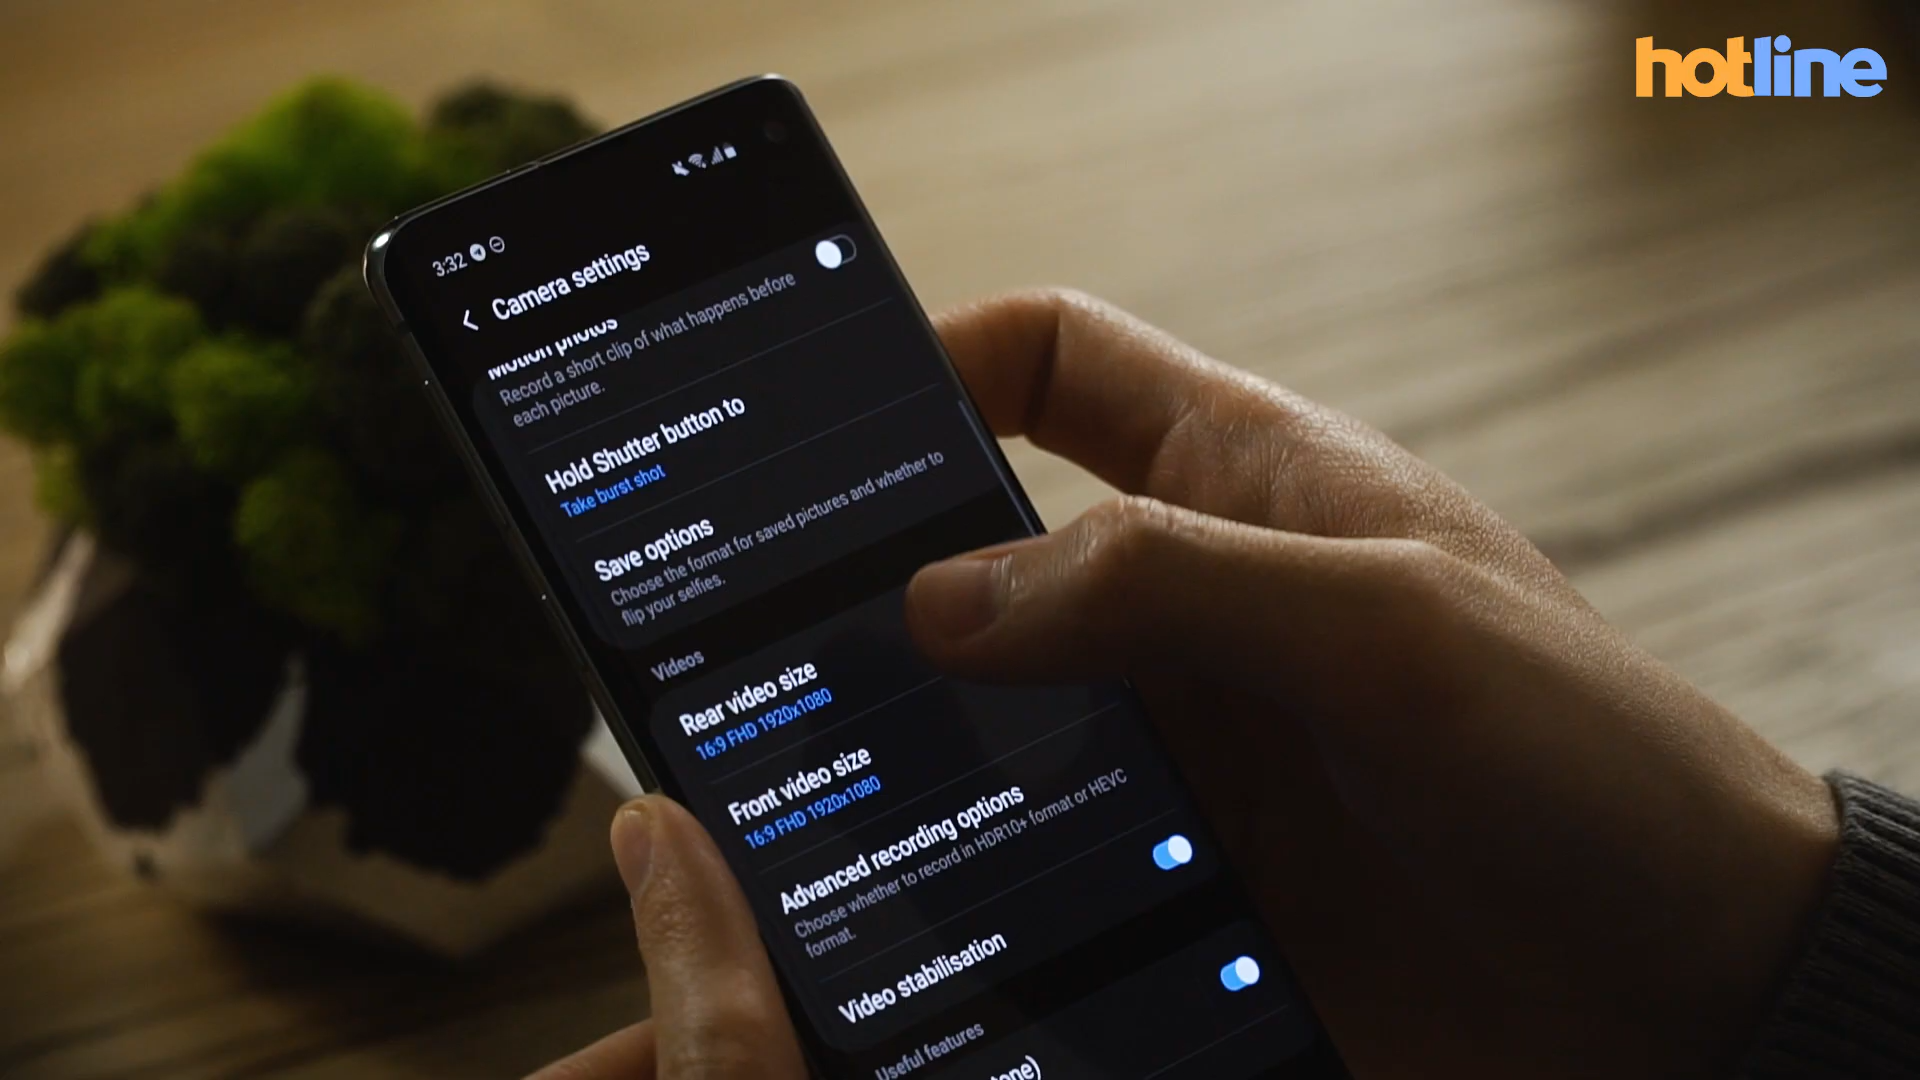 hotline
3:32
Camera settings
Motion photos
Record a short clip of what happens before
each picture.
Hold Shutter button to
Take burst shot
Save options
Choose the format for saved pictures and whether to
flip your selfies.
Videos
Rear video size
16:9 FHD 1920x1080
Front video size
16:9 FHD 1920x1080
Advanced recording options
Choose whether to record in HDR10+ format or HEVC
format.
Video stabilisation
Useful features